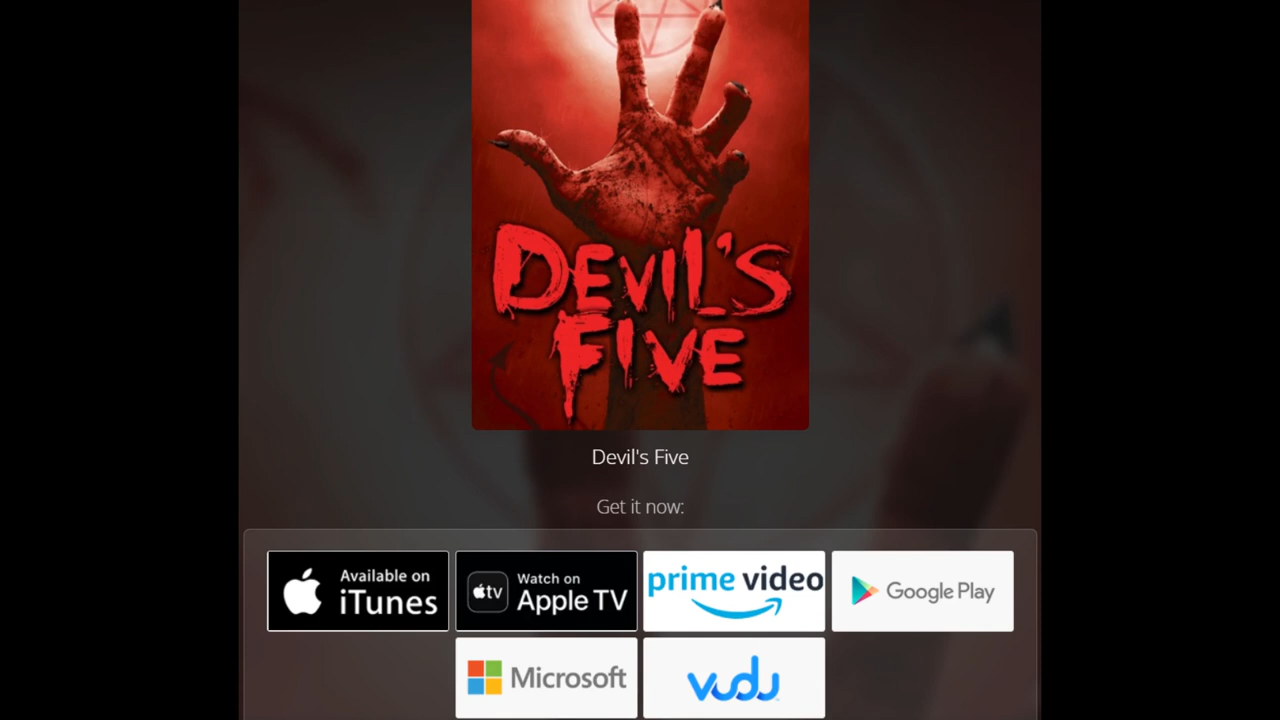 DEVIL'S
FIVE
Devil's Five
Get it now:
Available on
iTunes
tv
Watch on
Apple TV
prime video
Google Play
Microsoft
vudu